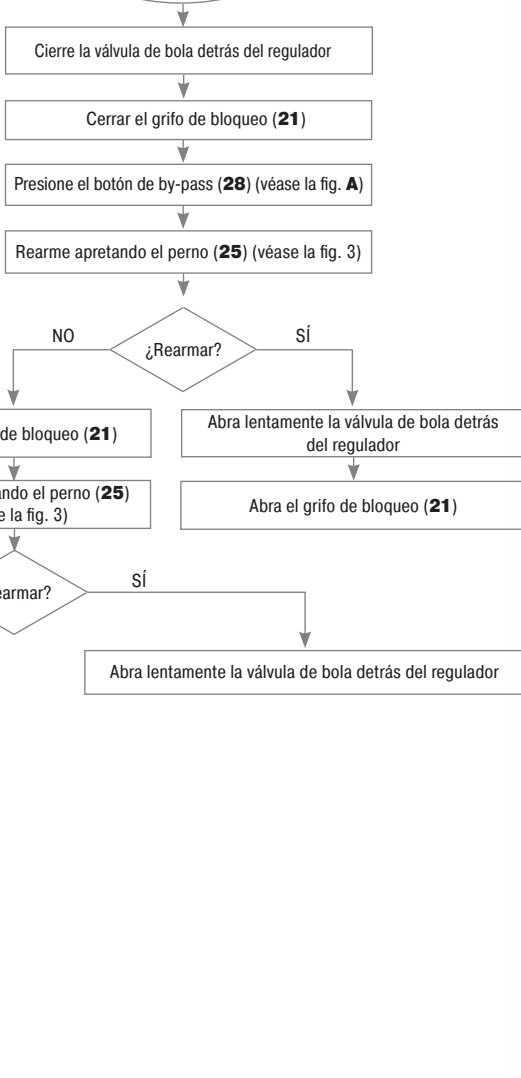 Cierre la válvula de bola detrás del regulador
Cerrar el grifo de bloqueo (21)
Presione el botón de by-pass (28) (véase la fig. A)
Rearme apretando el perno (25) (véase la fig. 3)
NO
¿Rearmar?
SÍ
de bloqueo (21)
Abra lentamente la válvula de bola detrás
del regulador
ando el perno (25)
e la fig. 3)
Abra el grifo de bloqueo (21)
earmar?
SÍ
Abra lentamente la válvula de bola detrás del regulador